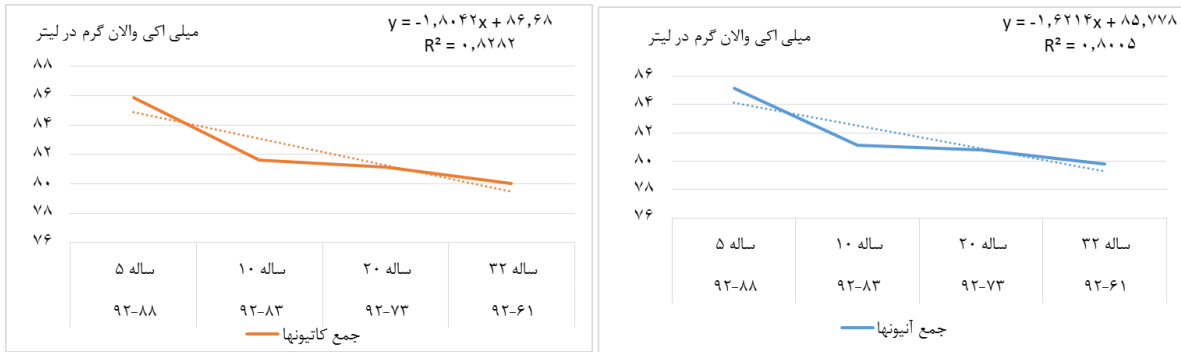 y = -۱,۸۰۴۲x + ۸۶,۶۸
R² = ۰,۸۲۸۲
میلی اکی والان گرم در لیتر
۸۸
۸۶
۸۴
۸۲
۸۰
۷۸
۷۶
۵ ساله
۱۰ ساله
۲۰ ساله
۳۲ ساله
۹۲-۸۸
۹۲-۸۳
۹۲-۷۳
۹۲-۶۱
جمع کاتیونها
y = -۱,۶۲۱۴x + ۸۵,۷۷۸
R² = ۰,۸۰۰۵
میلی اکی والان گرم در لیتر
۸۶
۸۴
۸۲
۸۰
۷۸
۷۶
۵ ساله
۱۰ ساله
۲۰ ساله
۳۲ ساله
۹۲-۸۸
۹۲-۸۳
۹۲-۷۳
۹۲-۶۱
جمع آنیونها